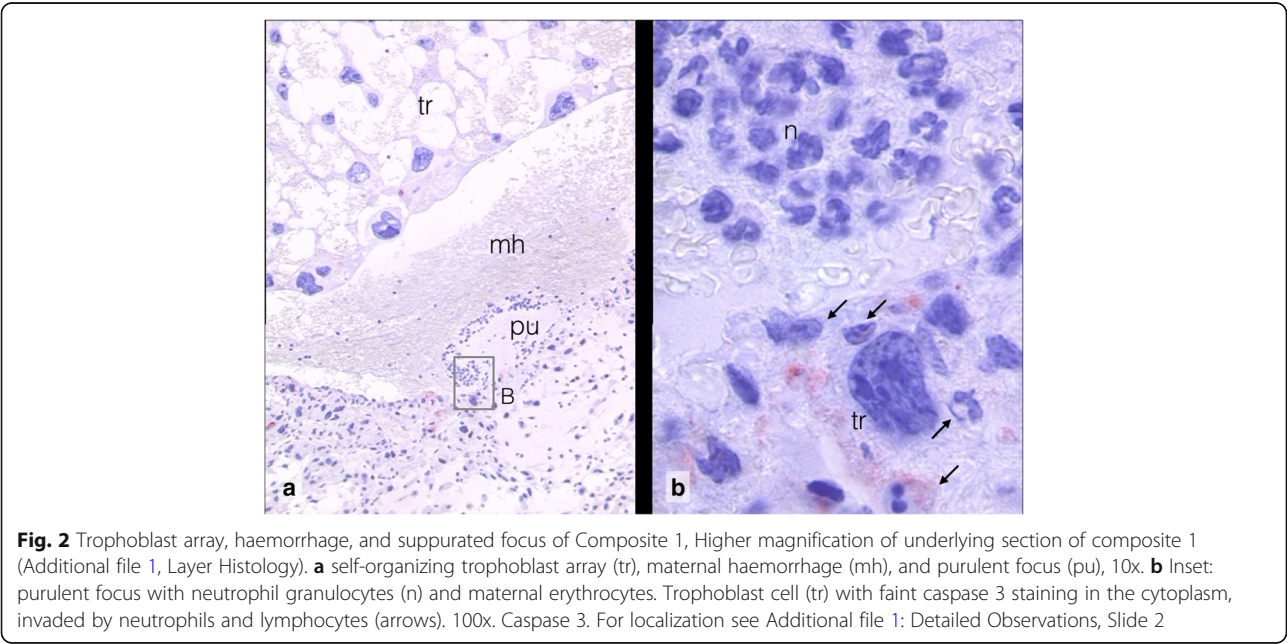 tr
mh
pu
B
a
n
tr
b
Fig. 2 Trophoblast array, haemorrhage, and suppurated focus of Composite 1, Higher magnification of underlying section of composite 1
(Additional file 1, Layer Histology). a self-organizing trophoblast array (tr), maternal haemorrhage (mh), and purulent focus (pu), 10x. b Inset:
purulent focus with neutrophil granulocytes (n) and maternal erythrocytes. Trophoblast cell (tr) with faint caspase 3 staining in the cytoplasm,
invaded by neutrophils and lymphocytes (arrows). 100x. Caspase 3. For localization see Additional file 1: Detailed Observations, Slide 2